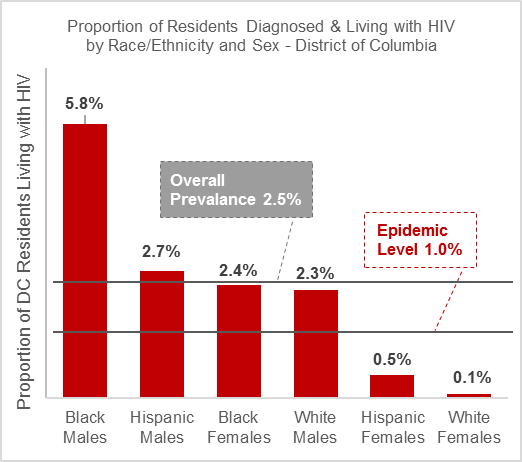 Proportion of Residents Diagnosed & Living with HIV
by Race/Ethnicity and Sex - District of Columbia
Proportion of DC Residents Living with HIV
5.8%
Overall
Prevalance 2.5%
Epidemic
Level 1.0%
2.7%
2.4%
2.3%
0.5%
0.1%
Black
Males
Hispanic
Males
Black
Females
White
Males
Hispanic
Females
White
Females